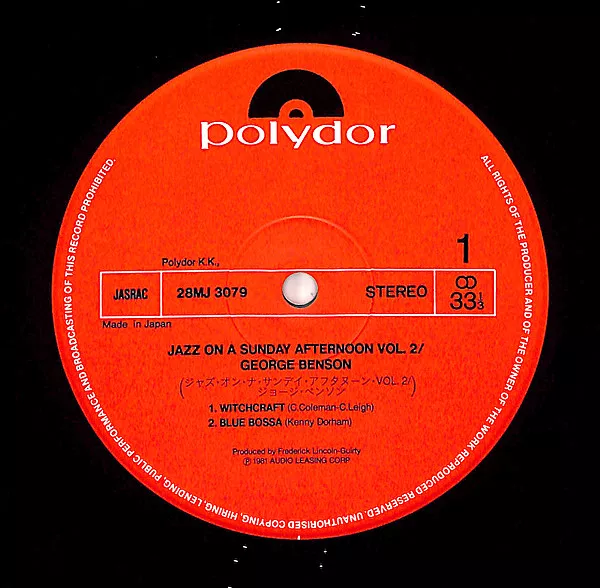 polydor
Polydor K.K.,
1
JASRAC
28MJ 3079
STEREO
33⅓
Made in Japan
JAZZ ON A SUNDAY AFTERNOON VOL. 2/
GEORGE BENSON
(ジャズ・オン・ナ・サンデイ・アフタヌーン・VOL. 2/
ジョージ・ベンソン)
1. WITCHCRAFT (C.Coleman-C.Leigh)
2. BLUE BOSSA (Kenny Dorham)
Produced by Frederick Lincoln-Guirty
℗ 1981 AUDIO LEASING CORP
ALL RIGHTS OF THE PRODUCER AND OF THE OWNER OF THE WORK REPRODUCED RESERVED. UNAUTHORISED COPYING, HIRING, LENDING, PUBLIC PERFORMANCE AND BROADCASTING OF THIS RECORD PROHIBITED.